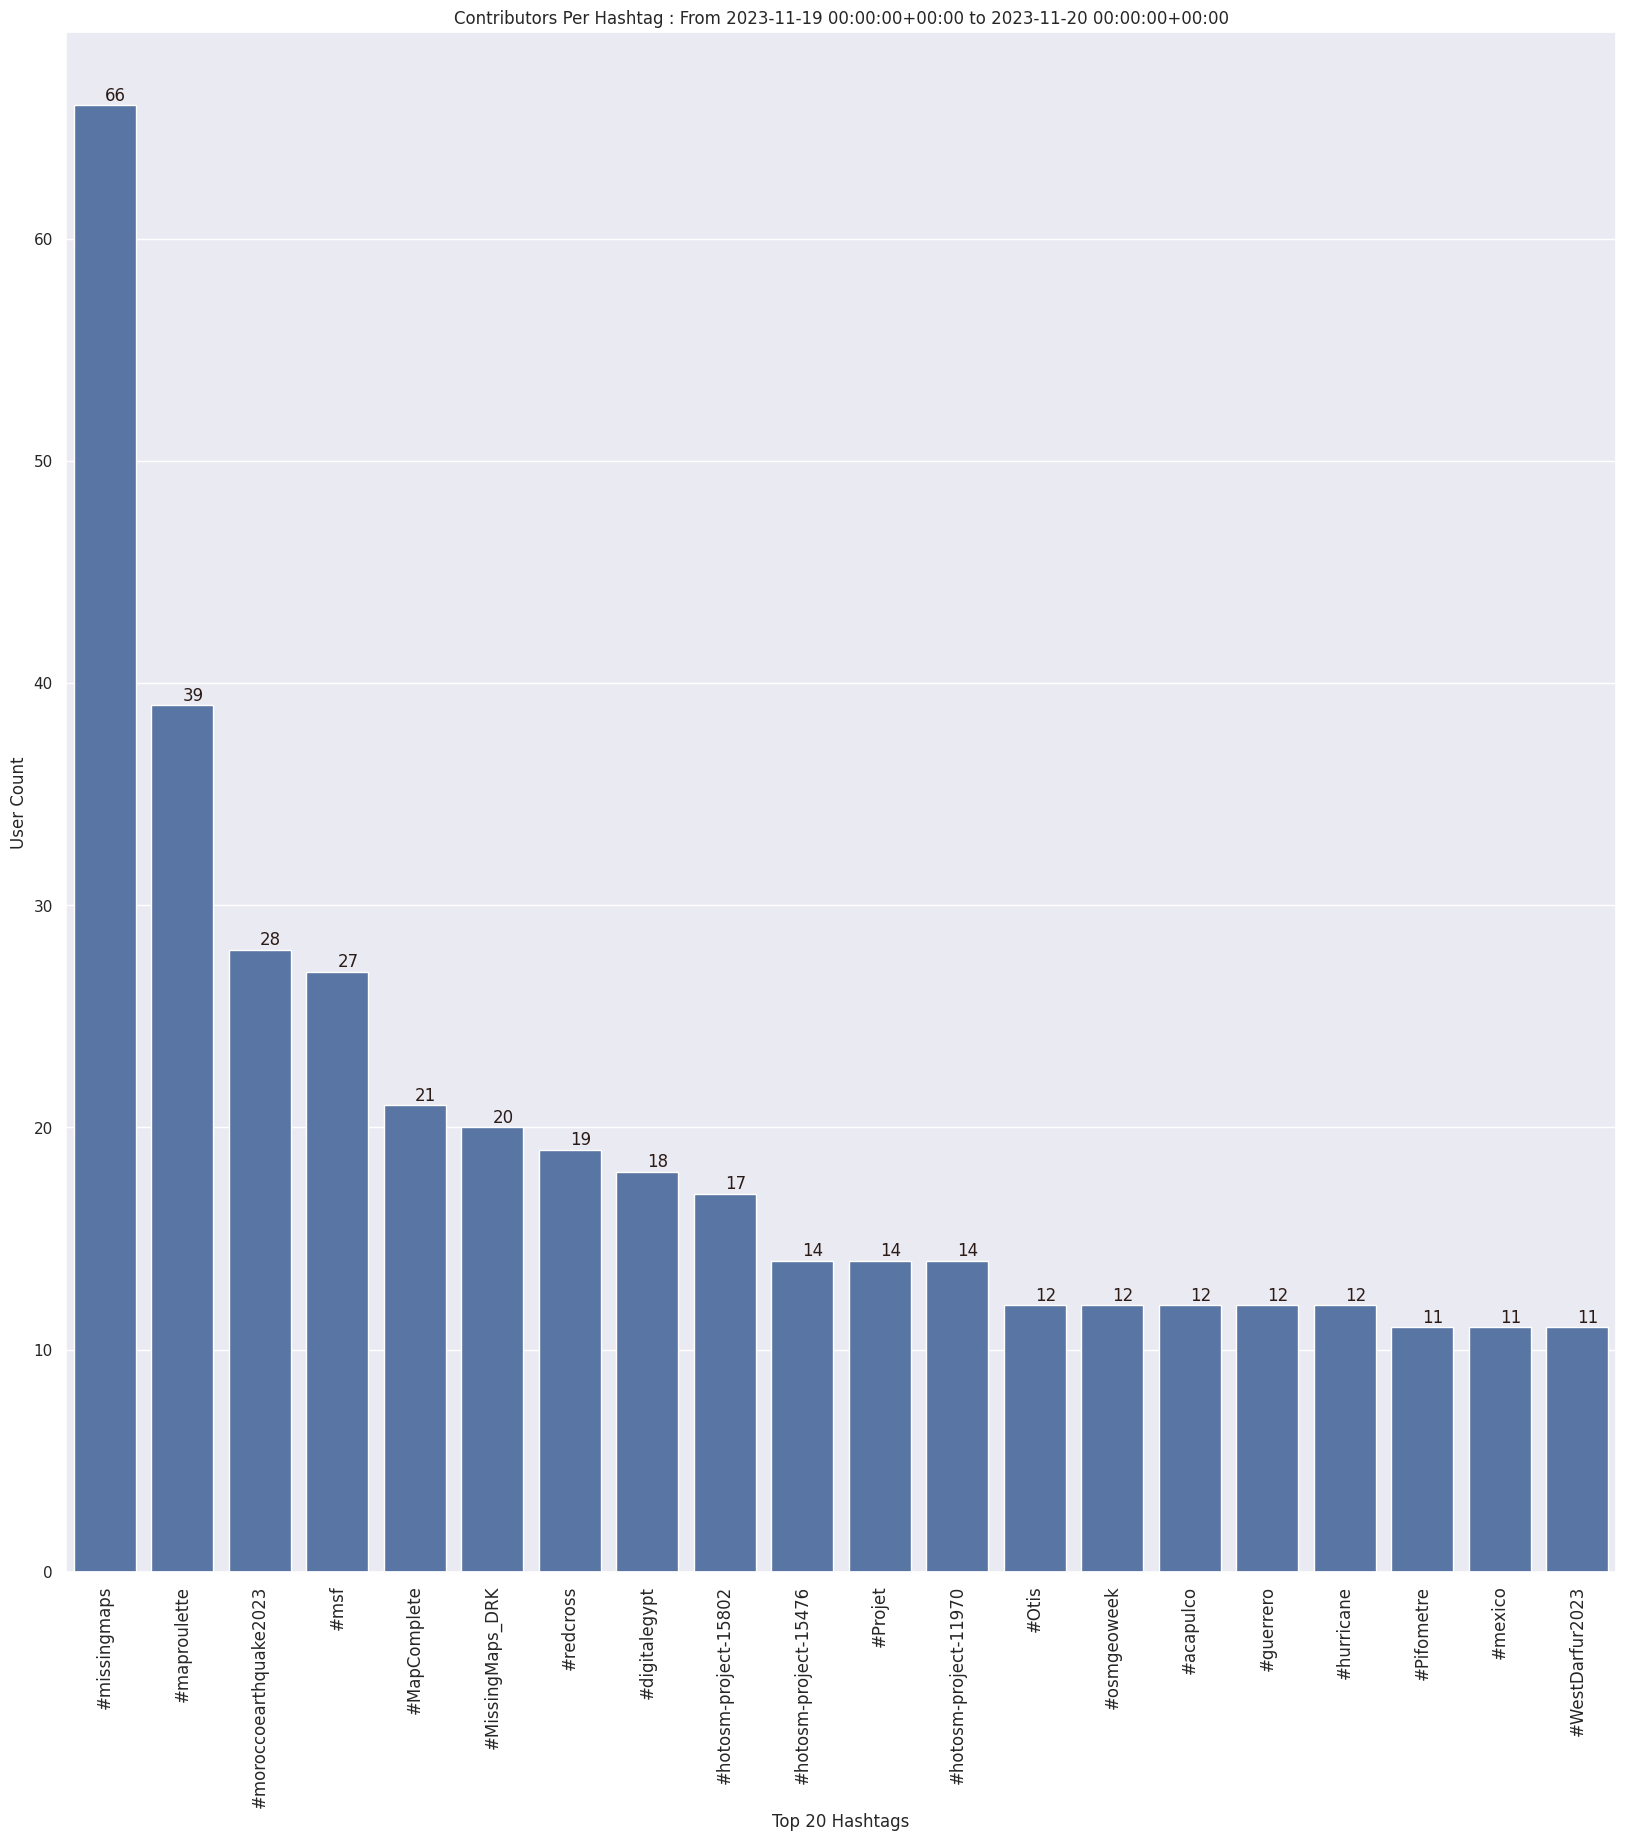 Contributors Per Hashtag : From 2023-11-19 00:00:00+00:00 to 2023-11-20 00:00:00+00:00
User Count
60
50
40
30
20
10
0
66
39
28
27
21
20
19
18
17
14
14
14
12
12
12
12
12
11
11
11
#missingmaps
#maproulette
#moroccoearthquake2023
#msf
#MapComplete
#MissingMaps_DRK
#redcross
#digitalegypt
#hotosm-project-15802
#hotosm-project-15476
#Projet
#hotosm-project-11970
#Otis
#osmgeoweek
#acapulco
#guerrero
#hurricane
#Pifometre
#mexico
#WestDarfur2023
Top 20 Hashtags